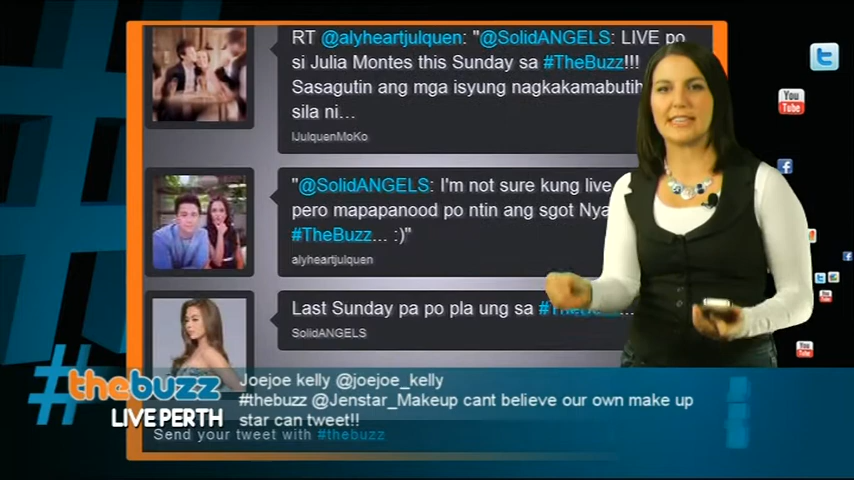 RT @alyheartjulquen: "@SolidANGELS: LIVE po
si Julia Montes this Sunday sa #TheBuzz!!!
Sasagutin ang mga isyung nagkakamabutih
sila ni...
IJulquenMoKo
"@SolidANGELS: I'm not sure kung live
pero mapapanood po ntin ang sgot Nya
#TheBuzz... :)"
alyheartjulquen
Last Sunday pa po pla ung sa #TheBuzz...
SolidANGELS
You
Tube
#thebuzz
LIVE PERTH
Joejoe kelly @joejoe_kelly
#thebuzz @Jenstar_Makeup cant believe our own make up
star can tweet!!
Send your tweet with #thebuzz